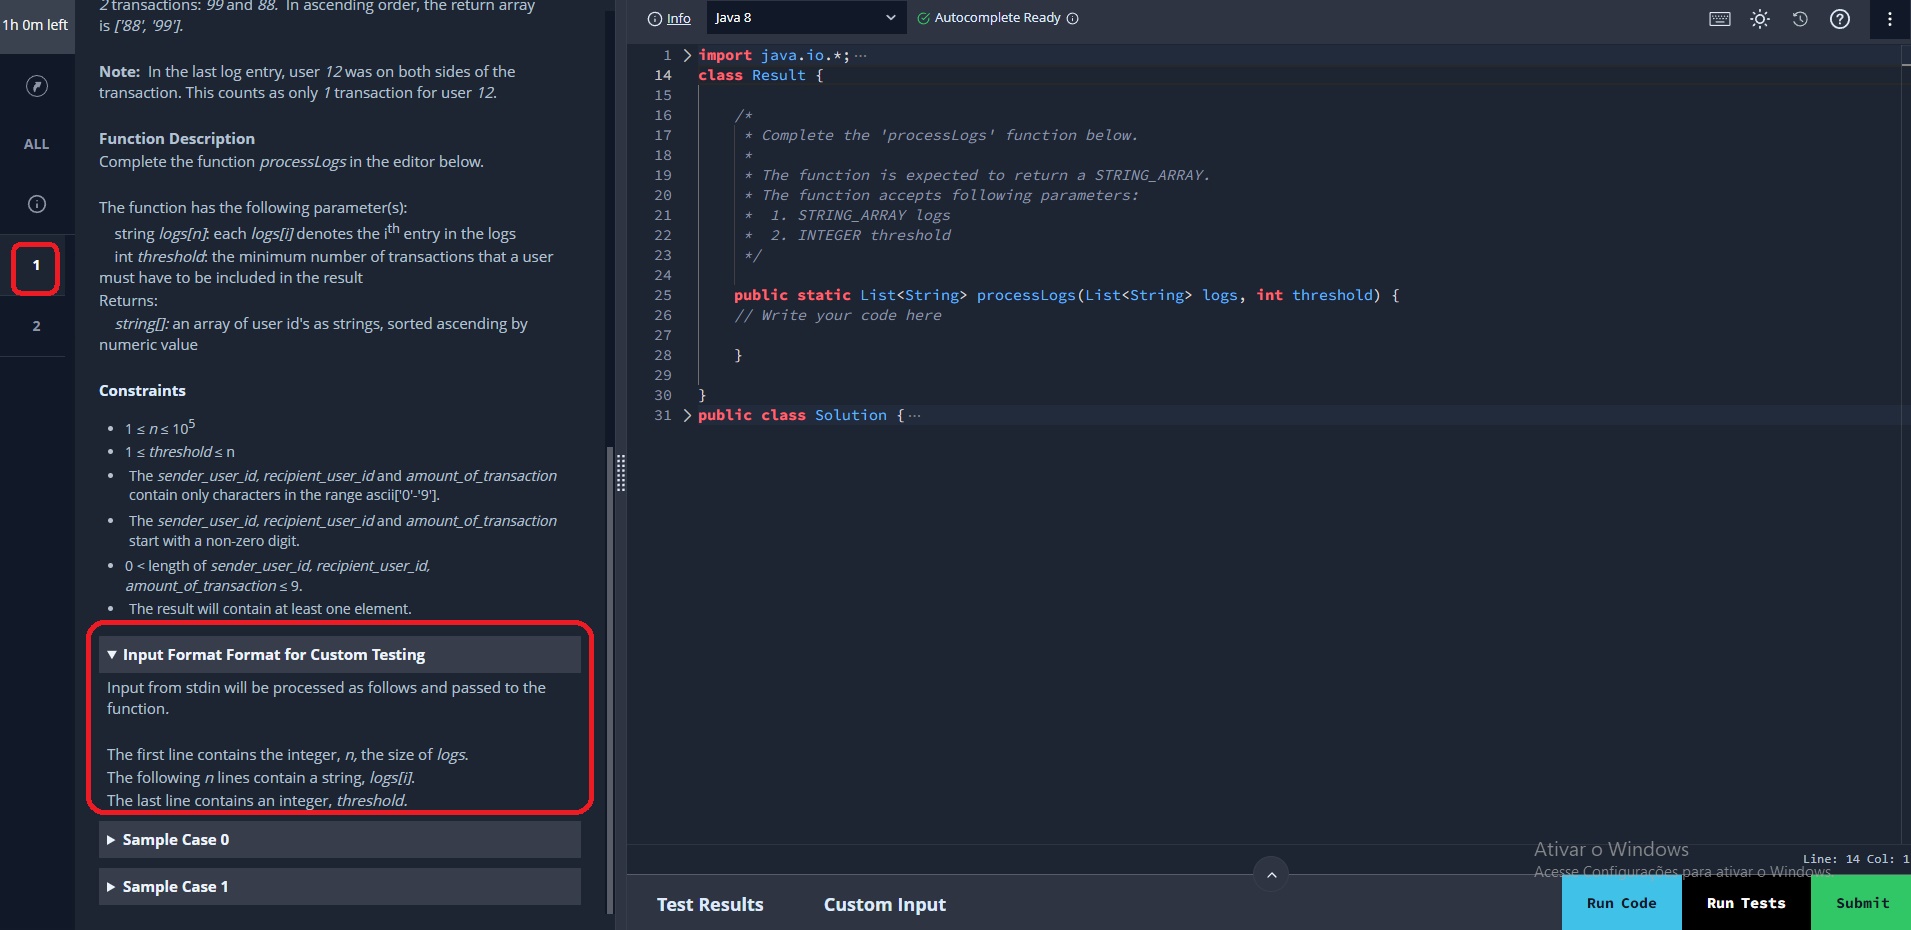 2 transactions: 99 and 88. In ascending order, the return array
is ['88', '99'].
Note: In the last log entry, user 12 was on both sides of the
transaction. This counts as only 1 transaction for user 12.
Function Description
Complete the function processLogs in the editor below.
The function has the following parameter(s):
string logs[n]: each logs[i] denotes the ith entry in the logs
int threshold: the minimum number of transactions that a user
must have to be included in the result
Returns:
string[]: an array of user id's as strings, sorted ascending by
numeric value
Constraints
• 1 ≤ n ≤ 10^5
• 1 ≤ threshold ≤ n
• The sender_user_id, recipient_user_id and amount_of_transaction
contain only characters in the range ascii['0'-'9'].
• The sender_user_id, recipient_user_id and amount_of_transaction
start with a non-zero digit.
• 0 < length of sender_user_id, recipient_user_id,
amount_of_transaction ≤ 9.
• The result will contain at least one element.
▼ Input Format Format for Custom Testing
Input from stdin will be processed as follows and passed to the
function.
The first line contains the integer, n, the size of logs.
The following n lines contain a string, logs[i].
The last line contains an integer, threshold.
▶ Sample Case 0
▶ Sample Case 1
1h 0m left
ALL
1
2
Info
Java 8
Autocomplete Ready
1 > import java.io.*; ···
14 class Result {
15
16 /*
17 * Complete the 'processLogs' function below.
18 *
19 * The function is expected to return a STRING_ARRAY.
20 * The function accepts following parameters:
21 * 1. STRING_ARRAY logs
22 * 2. INTEGER threshold
23 */
24
25 public static List<String> processLogs(List<String> logs, int threshold) {
26 // Write your code here
27
28 }
29
30 }
31 > public class Solution { ···
Ativar o Windows
Line: 14 Col: 1
Acesse Configurações para ativar o Windows.
Test Results
Custom Input
Run Code
Run Tests
Submit